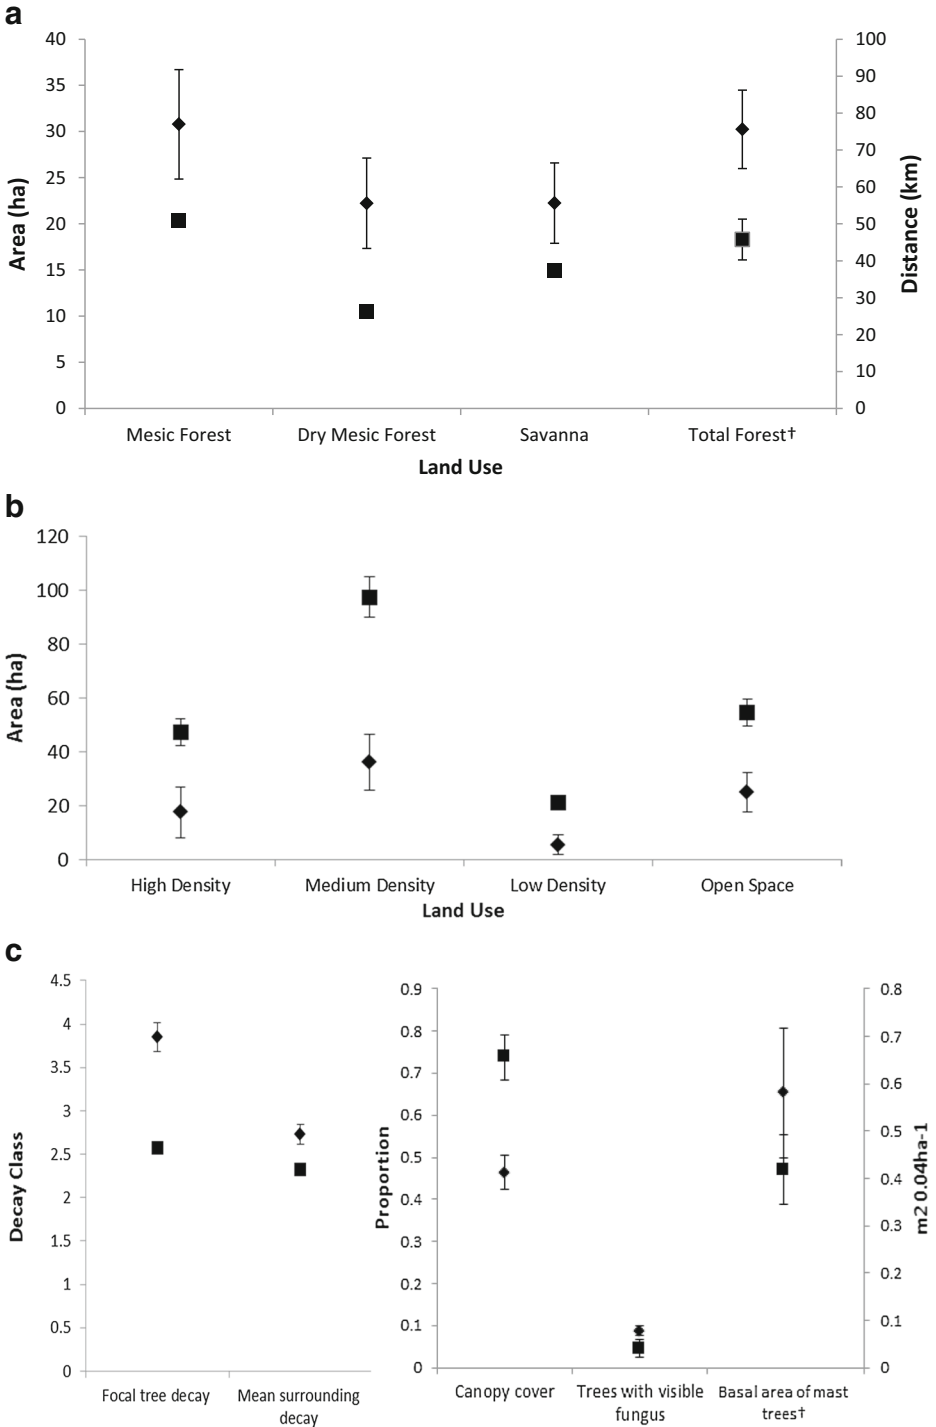 a
40
35
30
25
20
15
10
5
0
Area (ha)
100
90
80
70
60
50
40
30
20
10
0
Distance (km)
Mesic Forest
Dry Mesic Forest
Savanna
Total Forest†
Land Use
b
120
100
80
60
40
20
0
Area (ha)
High Density
Medium Density
Low Density
Open Space
Land Use
c
4.5
4
3.5
3
2.5
2
1.5
1
0.5
0
Decay Class
Focal tree decay
Mean surrounding
decay
0.9
0.8
0.7
0.6
0.5
0.4
0.3
0.2
0.1
0
Proportion
0.8
0.7
0.6
0.5
0.4
0.3
0.2
0.1
0
m2 0.04ha-1
Canopy cover
Trees with visible
fungus
Basal area of mast
trees†